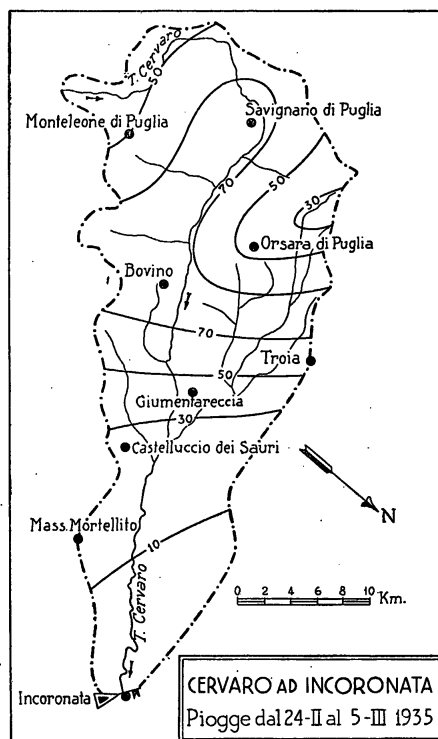 T. Cervaro
50
Monteleone di Puglia
Savignario di Puglia
70
50
30
Orsara di Puglia
Bovino
70
Troia
50
Giumentareccia
30
Castelluccio dei Sauri
N
Mass. Mortellito
10
0 2 4 6 8 10
Km.
T. Cervaro
Incoronata
CERVARO AD INCORONATA
Piogge dal 24-II al 5-III 1935